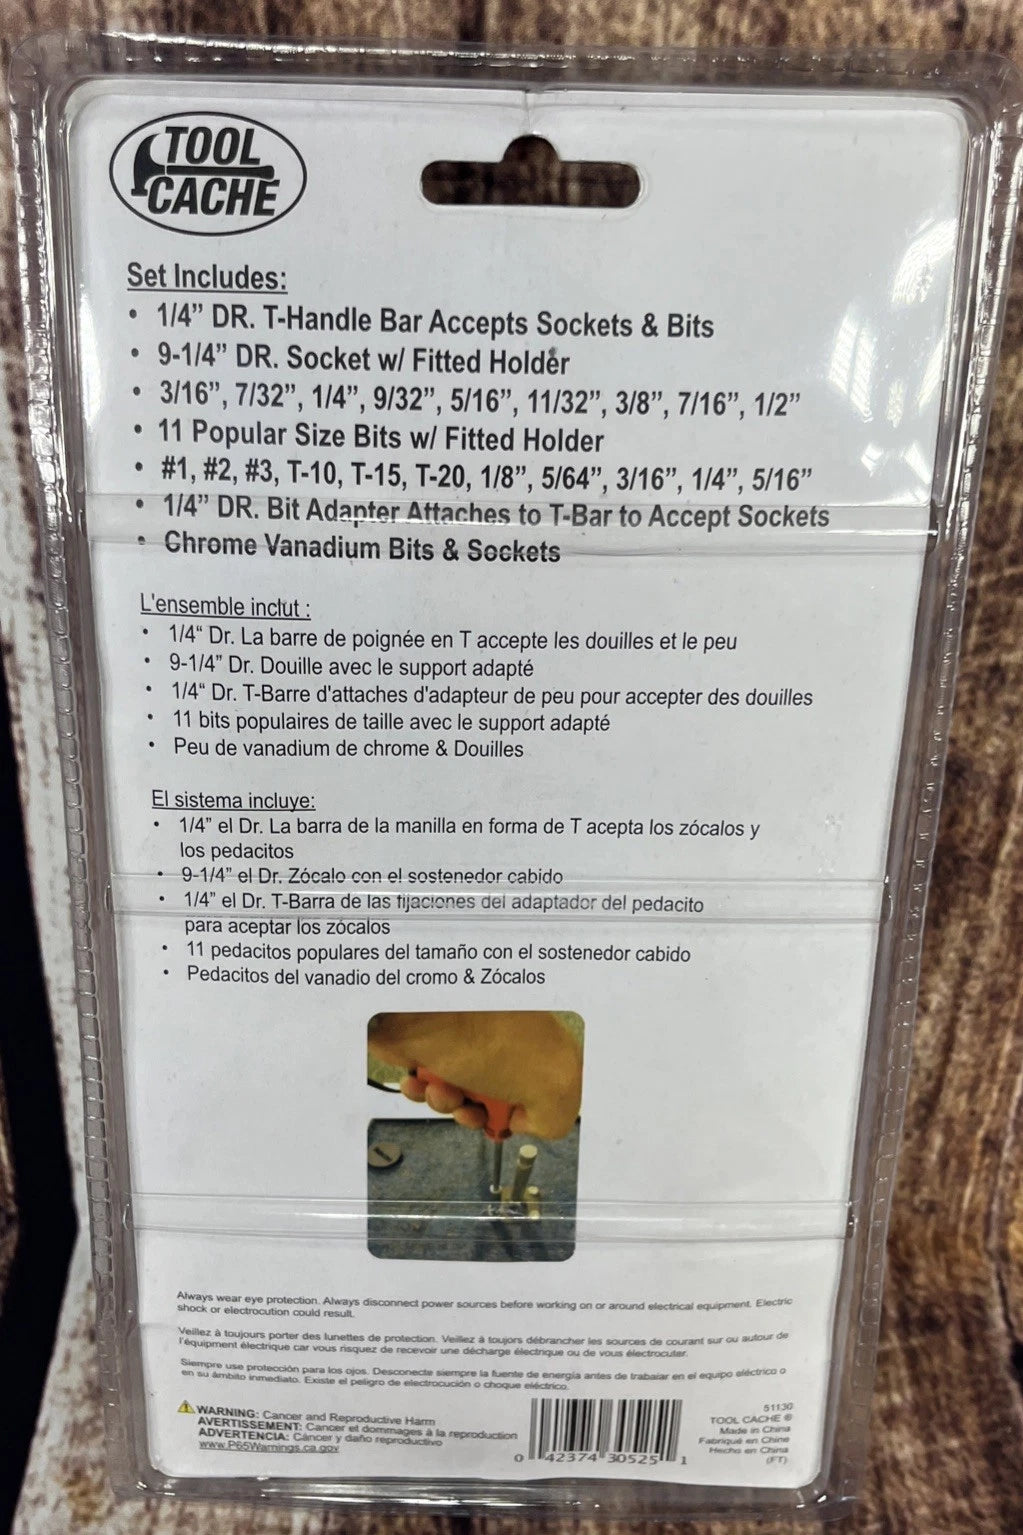 TOOL
CACHE
Set Includes:
• 1/4” DR. T-Handle Bar Accepts Sockets & Bits
• 9-1/4” DR. Socket w/ Fitted Holder
• 3/16”, 7/32”, 1/4”, 9/32”, 5/16”, 11/32”, 3/8”, 7/16”, 1/2”
• 11 Popular Size Bits w/ Fitted Holder
• #1, #2, #3, T-10, T-15, T-20, 1/8”, 5/64”, 3/16”, 1/4”, 5/16”
• 1/4” DR. Bit Adapter Attaches to T-Bar to Accept Sockets
• Chrome Vanadium Bits & Sockets
L'ensemble inclut :
• 1/4“ Dr. La barre de poignée en T accepte les douilles et le peu
• 9-1/4” Dr. Douille avec le support adapté
• 1/4“ Dr. T-Barre d'attaches d'adapteur de peu pour accepter des douilles
• 11 bits populaires de taille avec le support adapté
• Peu de vanadium de chrome & Douilles
El sistema incluye:
• 1/4” el Dr. La barra de la manilla en forma de T acepta los zócalos y
los pedacitos
• 9-1/4” el Dr. Zócalo con el sostenedor cabido
• 1/4” el Dr. T-Barra de las fijaciones del adaptador del pedacito
para aceptar los zócalos
• 11 pedacitos populares del tamaño con el sostenedor cabido
• Pedacitos del vanadio del cromo & Zócalos
Always wear eye protection. Always disconnect power sources before working on or around electrical equipment. Electric
shock or electrocution could result.
Veillez à toujours porter des lunettes de protection. Veillez à toujors débrancher les sources de courant sur ou autour de
l'équipment électrique car vous risquez de recevoir une décharge électrique ou de vous électrocuter.
Siempre use protección para los ojos. Desconecte siempre la fuente de energía antes de trabaiar en el equipo eléctrico o
en su ámbito inmediato. Existe el peligro de electrocución o choque eléctrico.
WARNING: Cancer and Reproductive Harm
AVERTISSEMENT: Cancer et dommages à la reproduction
ADVERTENCIA: Cáncer y daño reproductivo
www.P65Warnings.ca.gov
0 42374 30525 1
51130
TOOL CACHE ®
Made in China
Fabriqué en Chine
Hecho en China
(FT)